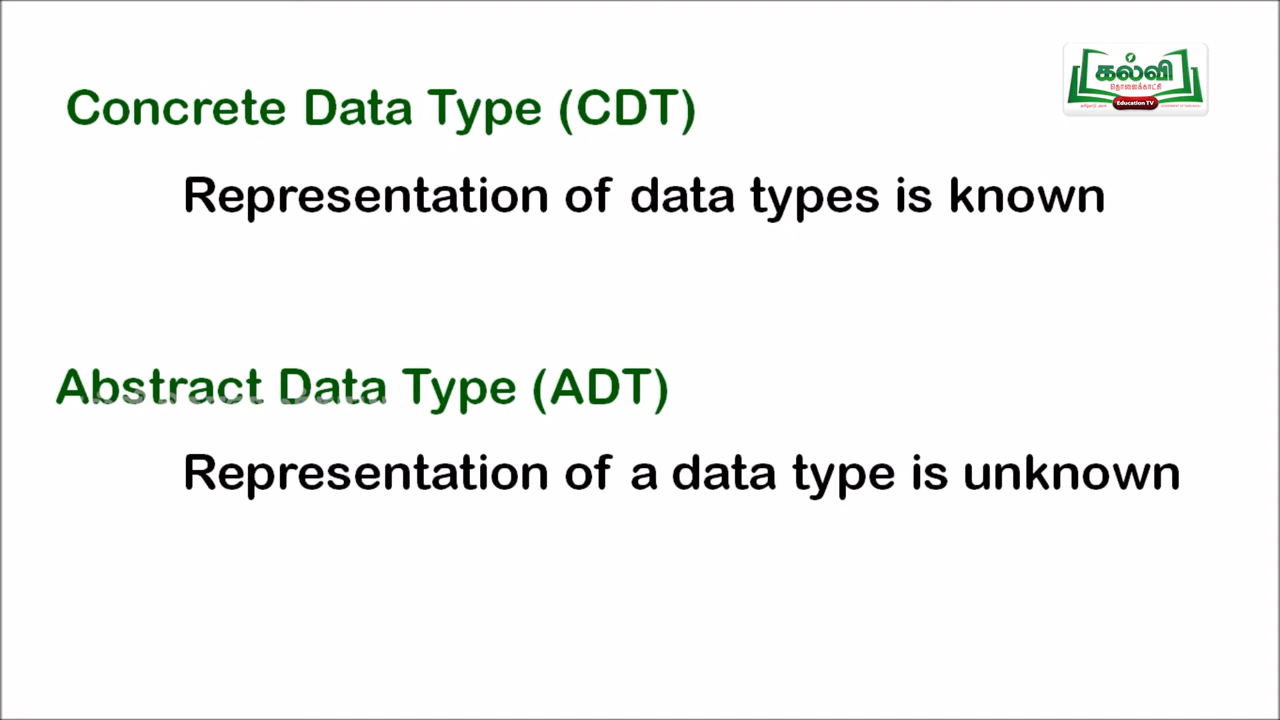 கல்வி
தொலைக்காட்சி
Education TV
Concrete Data Type (CDT)
Representation of data types is known
Abstract Data Type (ADT)
Representation of a data type is unknown